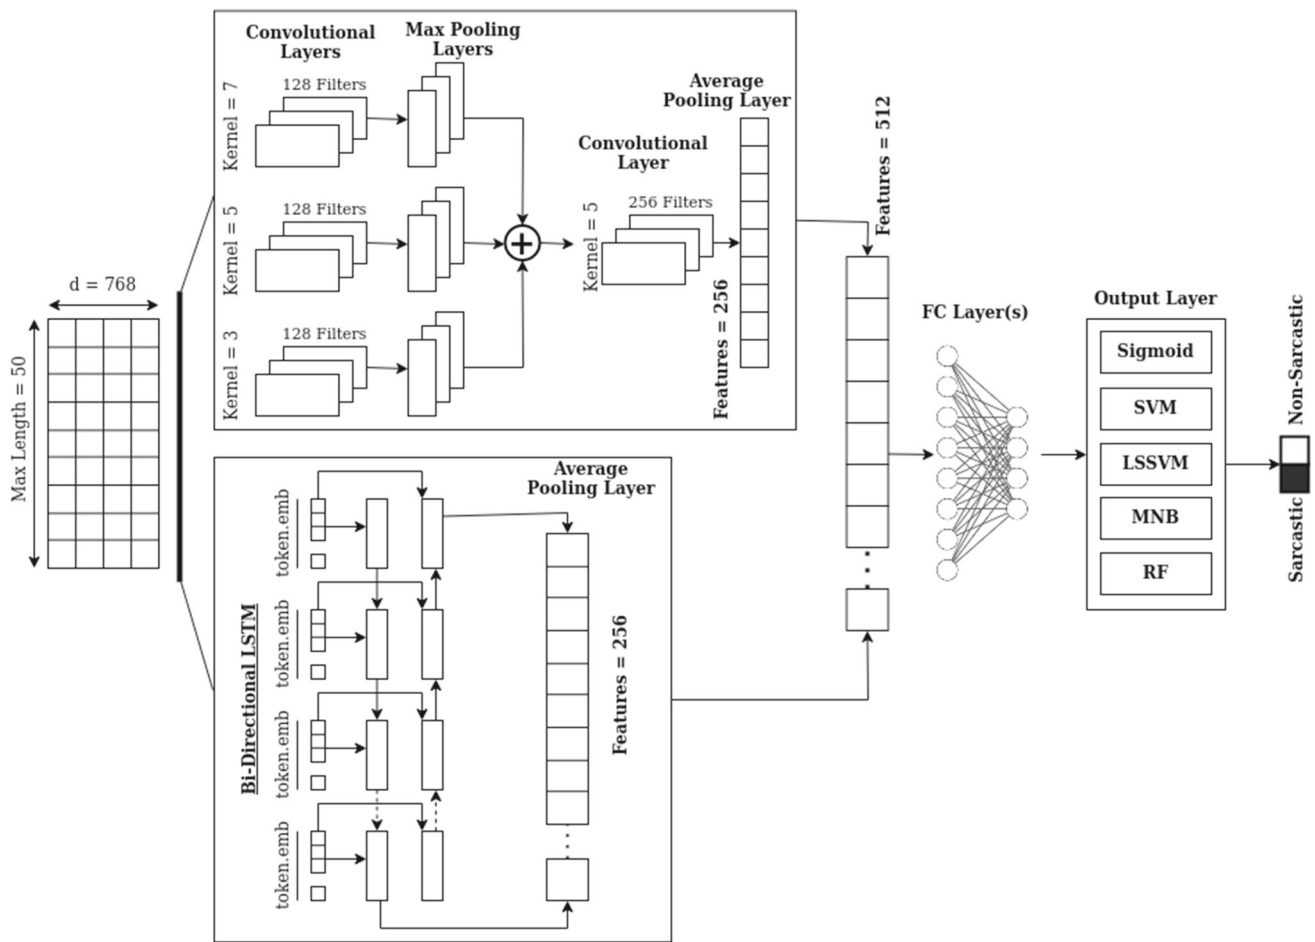 d = 768
Max Length = 50
Convolutional
Layers
Max Pooling
Layers
Kernel = 7
128 Filters
Kernel = 5
128 Filters
Kernel = 3
128 Filters
Convolutional
Layer
Kernel = 5
256 Filters
Average
Pooling Layer
Features = 256
Bi-Directional LSTM
token.emb
token.emb
token.emb
token.emb
Average
Pooling Layer
Features = 256
Features = 512
FC Layer(s)
Output Layer
Sigmoid
SVM
LSSVM
MNB
RF
Non-Sarcastic
Sarcastic